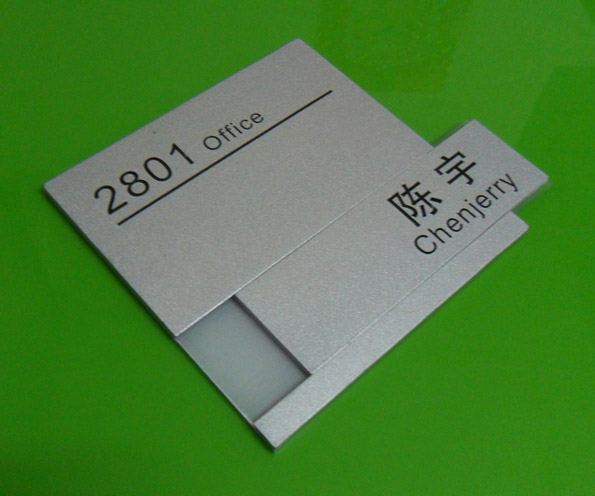 2801 Office
陈宇
Chenjerry